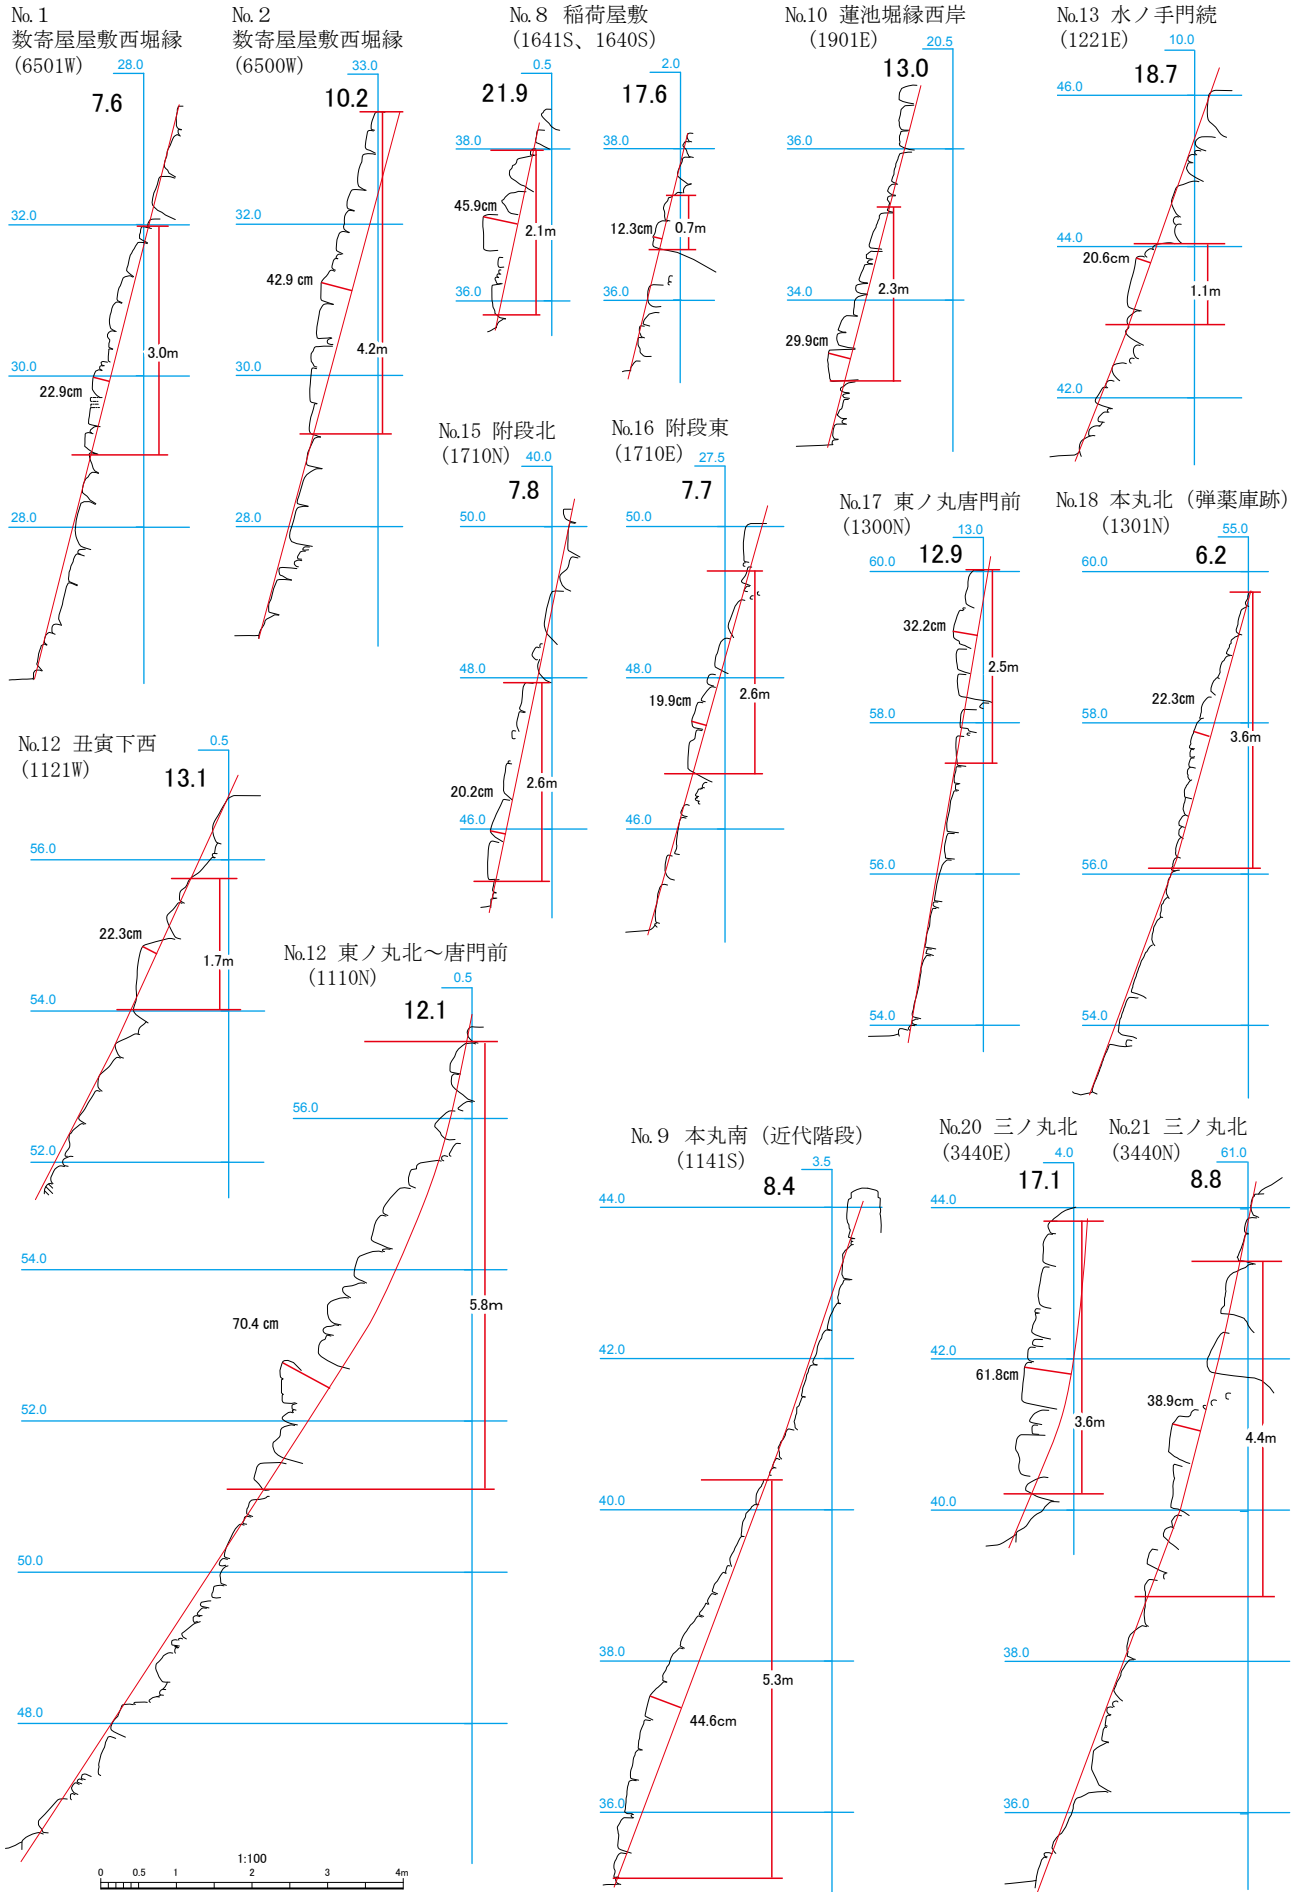 No.1
数寄屋屋敷西堀縁
(6501W)
28.0
7.6
32.0
3.0m
30.0
22.9cm
28.0
No.2
数寄屋屋敷西堀縁
(6500W)
33.0
10.2
32.0
42.9 cm
4.2m
30.0
28.0
No.8 稲荷屋敷
(1641S、1640S)
0.5
21.9
38.0
45.9cm
2.1m
36.0
2.0
17.6
38.0
12.3cm
0.7m
36.0
No.10 蓮池堀縁西岸
(1901E)
20.5
13.0
36.0
34.0
2.3m
29.9cm
No.13 水ノ手門続
(1221E)
10.0
18.7
46.0
44.0
20.6cm
1.1m
42.0
No.15 附段北
(1710N)
40.0
7.8
50.0
48.0
20.2cm
2.6m
46.0
No.16 附段東
(1710E)
27.5
7.7
50.0
48.0
19.9cm
2.6m
46.0
No.17 東ノ丸唐門前
(1300N)
13.0
12.9
60.0
32.2cm
2.5m
58.0
56.0
54.0
No.18 本丸北 (弾薬庫跡)
(1301N)
55.0
6.2
60.0
22.3cm
58.0
3.6m
56.0
54.0
No.12 丑寅下西
(1121W)
0.5
13.1
56.0
22.3cm
1.7m
54.0
52.0
No.12 東ノ丸北～唐門前
(1110N)
0.5
12.1
56.0
54.0
5.8m
70.4 cm
52.0
50.0
48.0
No.9 本丸南 (近代階段)
(1141S)
3.5
8.4
44.0
42.0
40.0
38.0
5.3m
44.6cm
36.0
No.20 三ノ丸北
(3440E)
4.0
17.1
44.0
42.0
61.8cm
3.6m
40.0
No.21 三ノ丸北
(3440N)
61.0
8.8
38.9cm
4.4m
38.0
36.0
1:100
0 0.5 1 2 3 4m